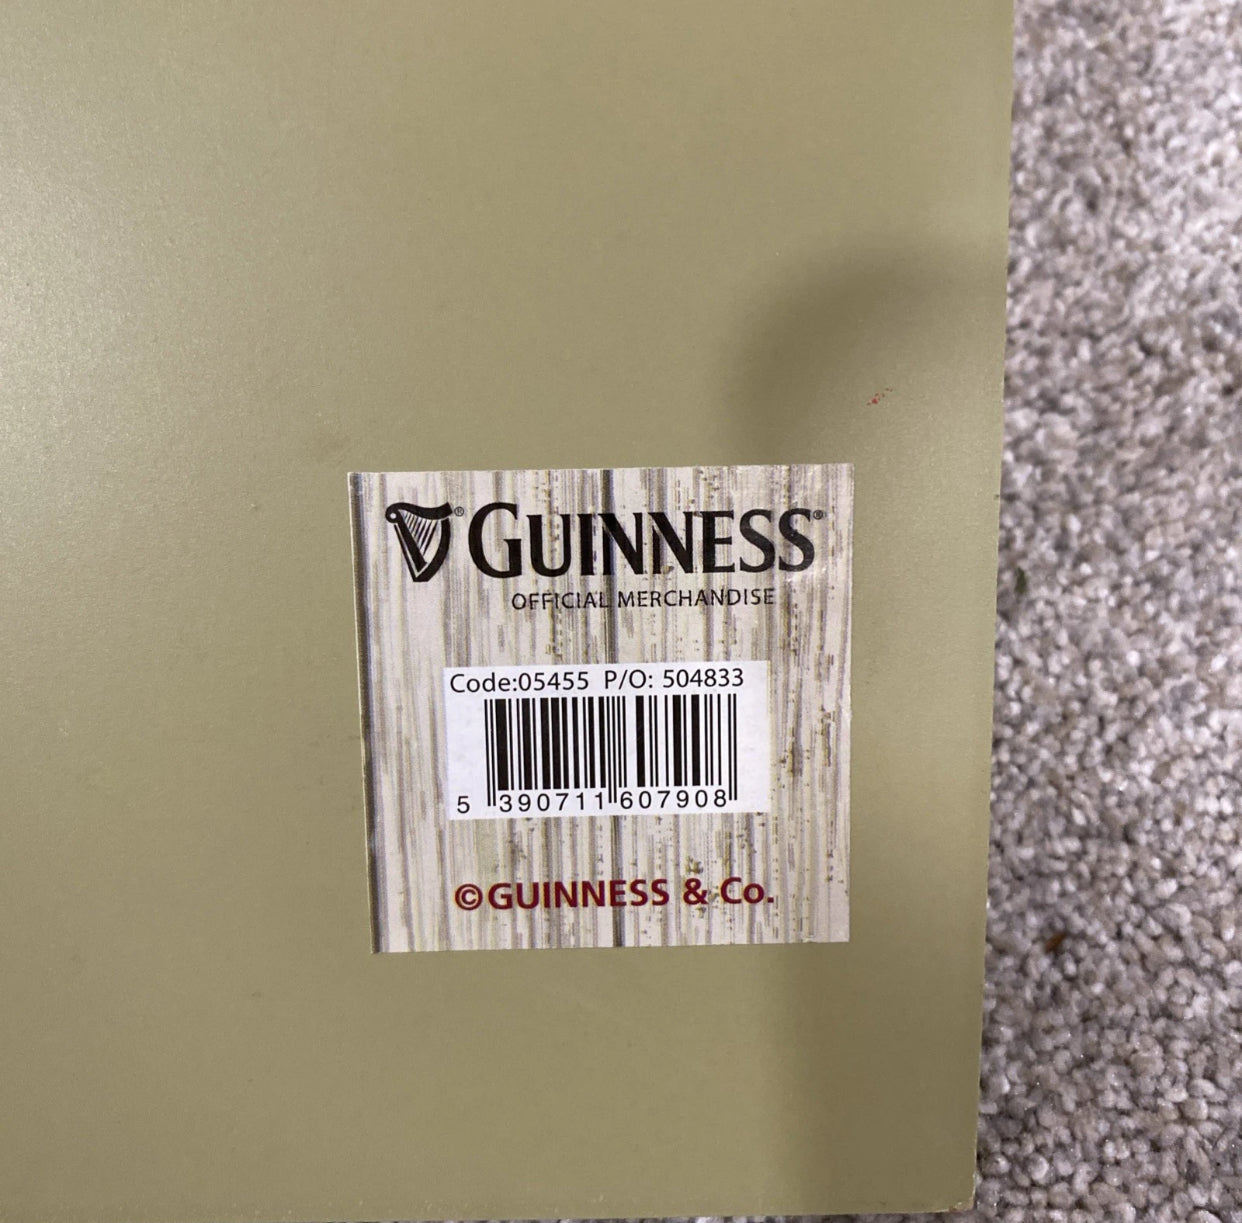 GUINNESS®
OFFICIAL MERCHANDISE
Code:05455 P/O: 504833
5 390711 607908
©GUINNESS & Co.